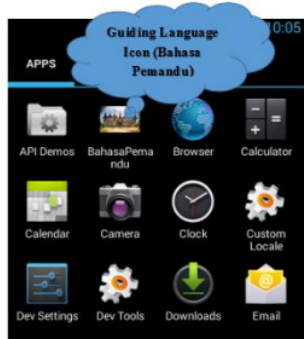 Guiding Language
Icon (Bahasa
Pemandu)
10:05
APPS
API Demos
BahasaPema
ndu
Browser
Calculator
Calendar
Camera
Clock
Custom
Locale
Dev Settings
Dev Tools
Downloads
Email